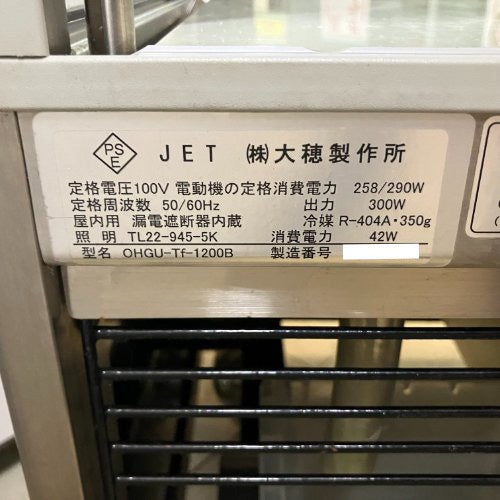 PS
E
JET ㈱大穂製作所
定格電圧100V 電動機の定格消費電力 258/290W
定格周波数 50/60Hz 出力 300W
屋内用 漏電遮断器内蔵 冷媒 R-404A・350g
照明 TL22-945-5K 消費電力 42W
型名 OHGU-Tf-1200B 製造番号